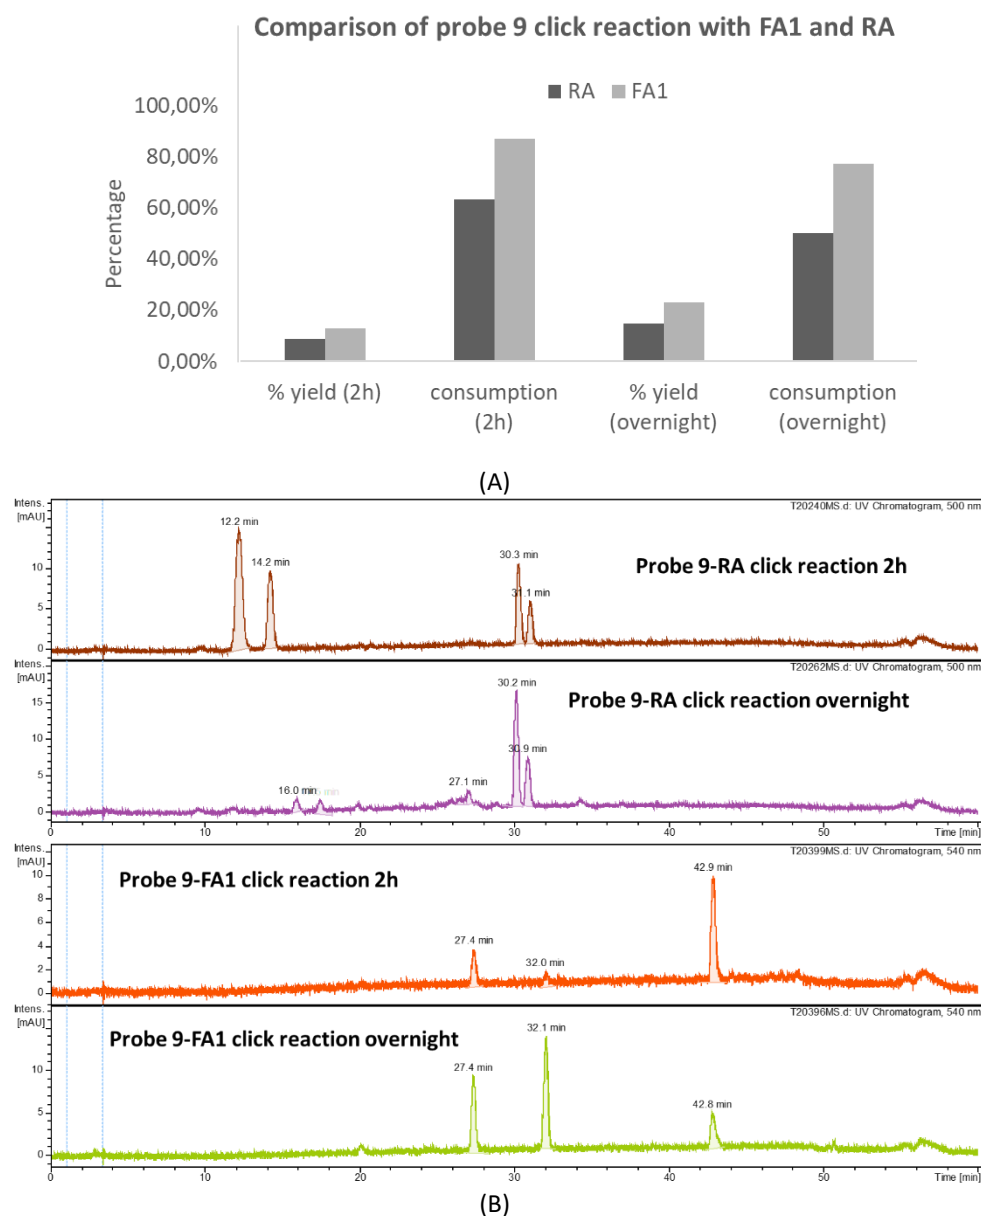 Comparison of probe 9 click reaction with FA1 and RA
RA FA1
100,00%
80,00%
60,00%
40,00%
20,00%
0,00%
Percentage
% yield (2h) consumption (2h) % yield (overnight) consumption (overnight)
(A)
Intens. [mAU]
T20240MS.d: UV Chromatogram, 500 nm
12.2 min
14.2 min
30.3 min
31.1 min
Probe 9-RA click reaction 2h
10
5
0
Intens. [mAU]
T20262MS.d: UV Chromatogram, 500 nm
30.2 min
Probe 9-RA click reaction overnight
30.9 min
27.1 min
16.0 min
15
10
5
0
0 10 20 30 40 50 Time [min]
Intens. [mAU]
T20399MS.d: UV Chromatogram, 540 nm
Probe 9-FA1 click reaction 2h
42.9 min
27.4 min
32.0 min
10
8
6
4
2
0
Intens. [mAU]
T20396MS.d: UV Chromatogram, 540 nm
Probe 9-FA1 click reaction overnight
32.1 min
27.4 min
42.8 min
10
5
0
0 10 20 30 40 50 Time [min]
(B)